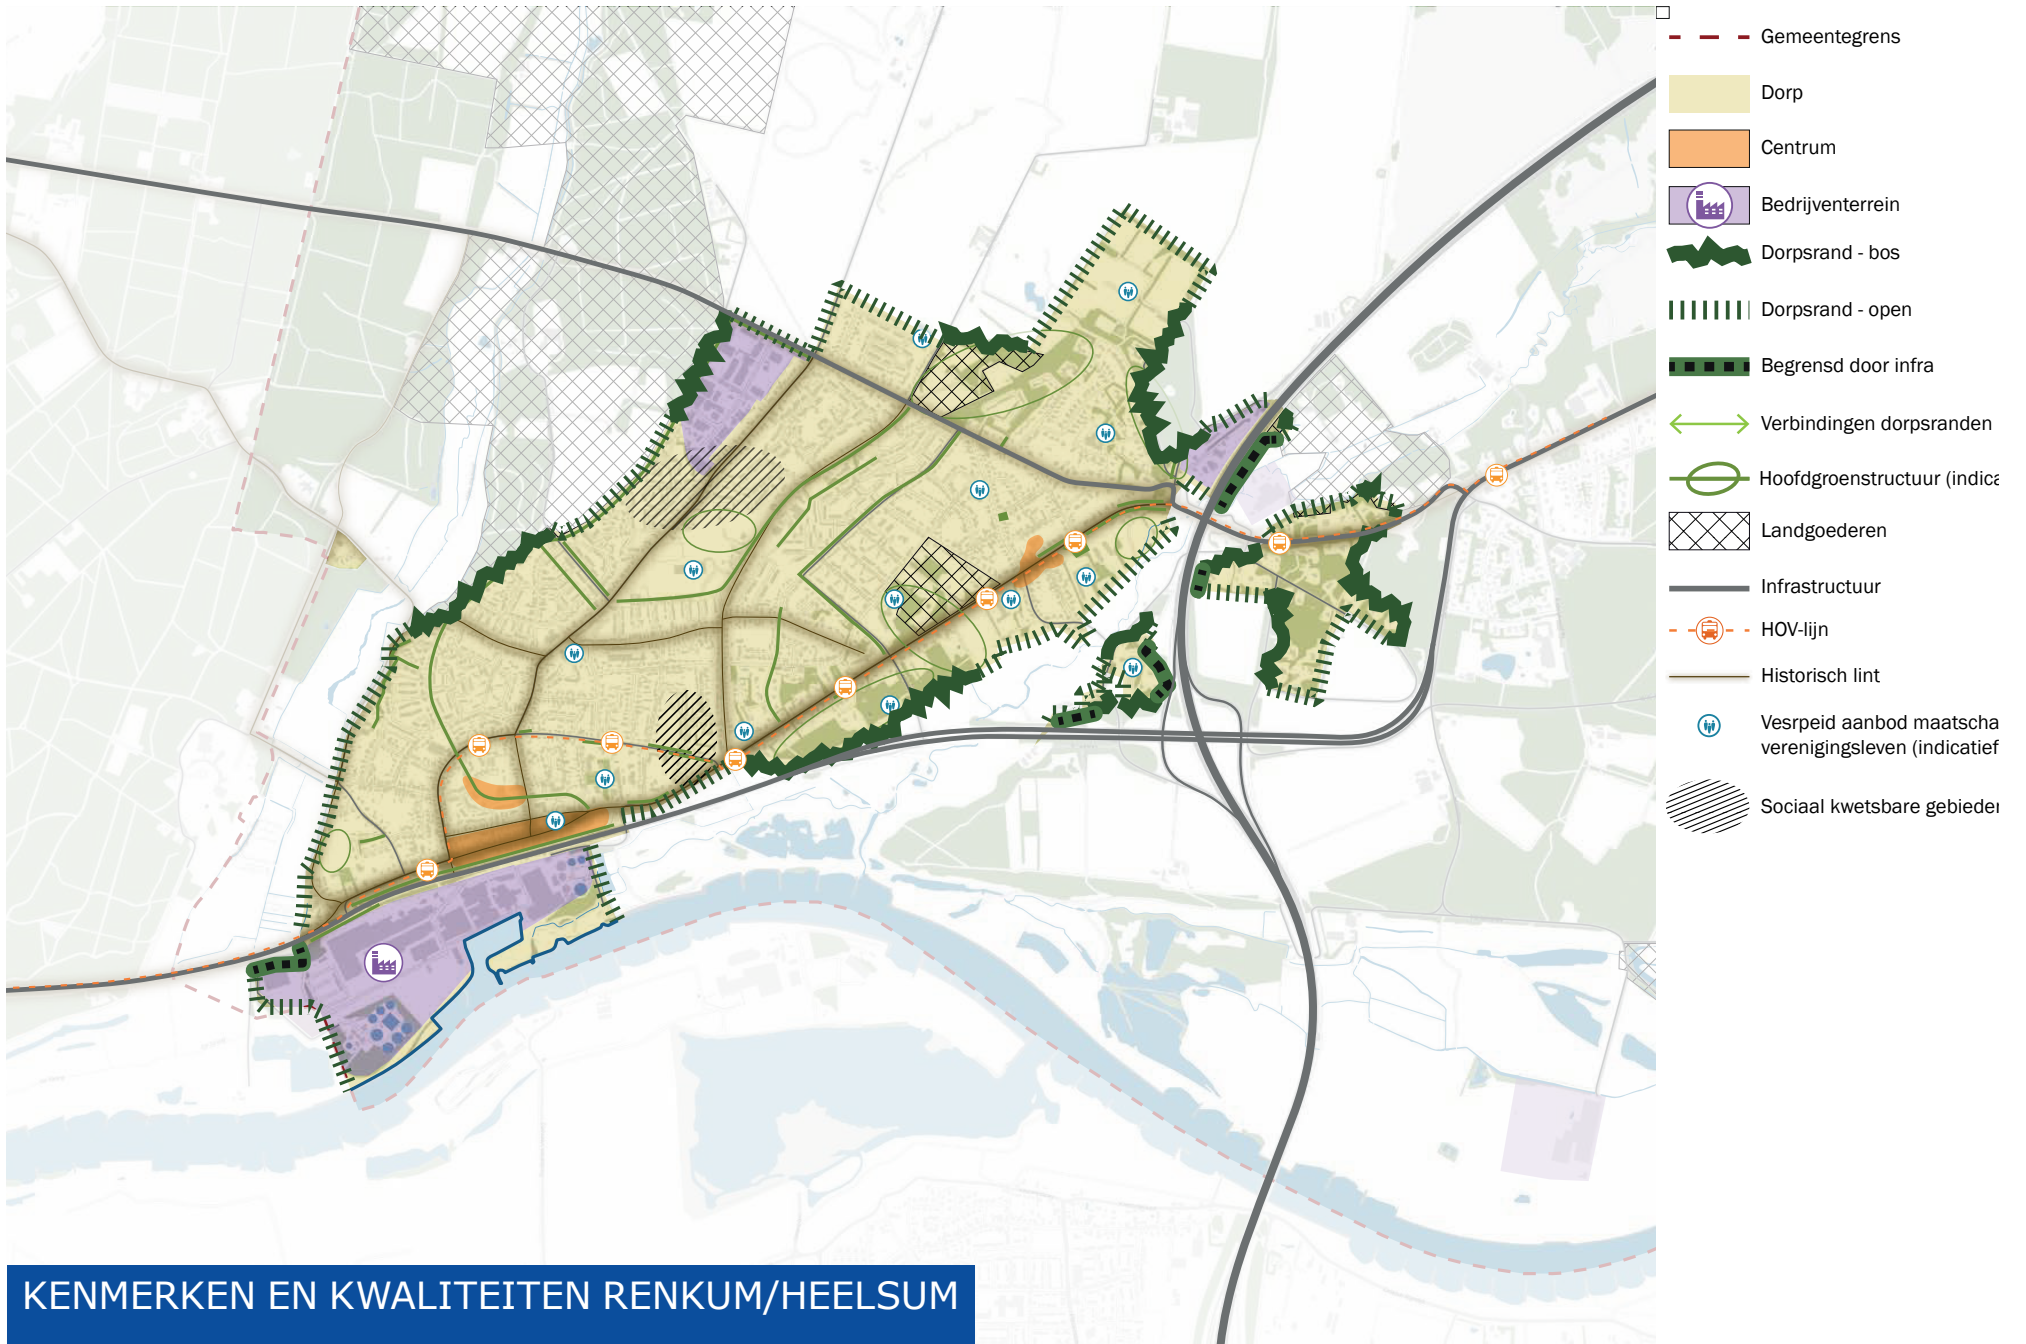 Gemeentegrens
Dorp
Centrum
Bedrijventerrein
Dorpsrand - bos
Dorpsrand - open
Begrensd door infra
Verbindingen dorpsranden
Hoofdgroenstructuur (indica
Landgoederen
Infrastructuur
HOV-lijn
Historisch lint
Vesrpeid aanbod maatscha
verenigingsleven (indicatief
Sociaal kwetsbare gebieden
KENMERKEN EN KWALITEITEN RENKUM/HEELSUM